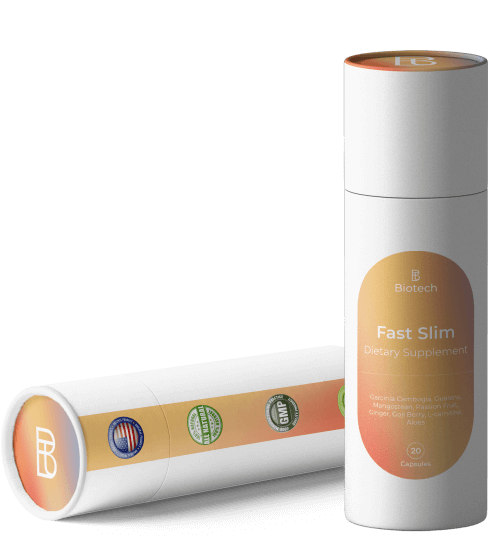 Biotech
Fast Slim
Dietary Supplement
Garcinia Cambogia, Guarana,
Mangosteen, Passion Fruit,
Ginger, Goji Berry, L-carnitine,
Aloes
20
Capsules
ALL NATURAL
GMP